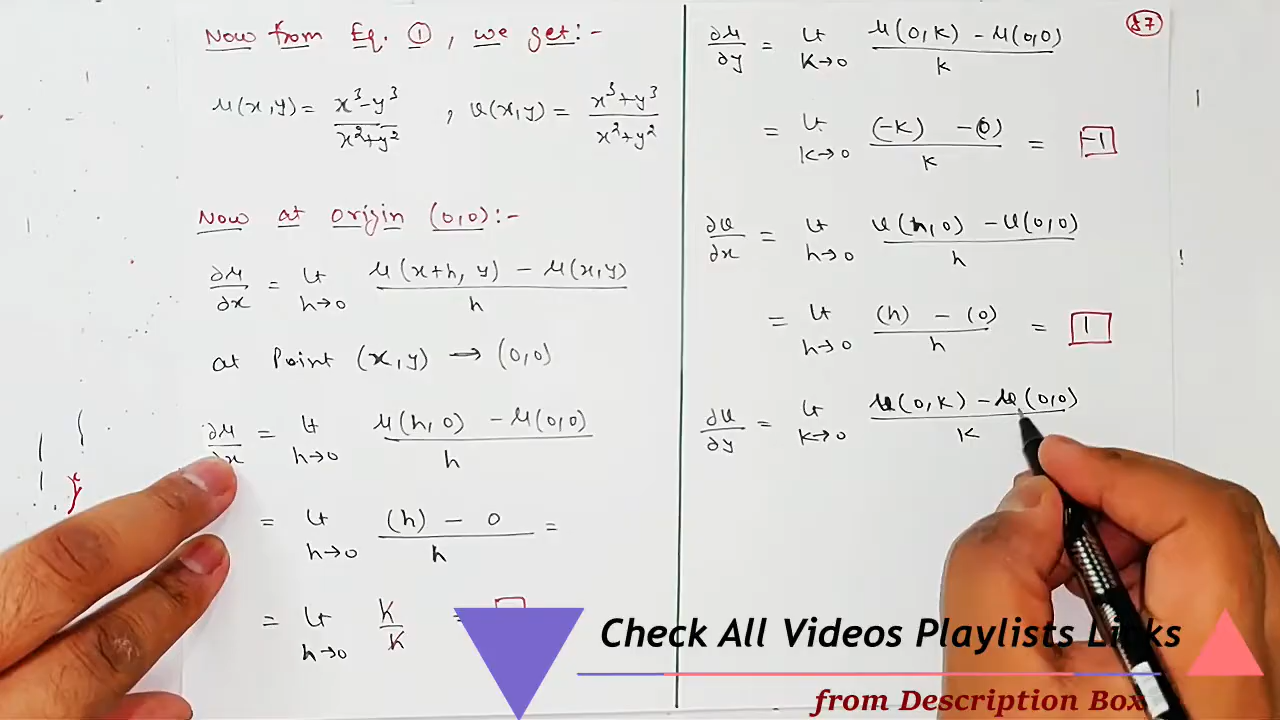 Now from Eq. ①, we get:-
u(x,y) = x³-y³ / x²+y² , v(x,y) = x³+y³ / x²+y²
Now at origin (0,0):-
∂u/∂x = Lt h→0 u(x+h, y) - u(x,y) / h
at Point (x,y) → (0,0)
∂u/∂x = Lt h→0 u(h,0) - u(0,0) / h
= Lt h→0 (h) - 0 / h =
= Lt h→0 h/h =
57
∂u/∂y = Lt k→0 u(0,k) - u(0,0) / k
= Lt k→0 (-k) - (0) / k = -1
∂v/∂x = Lt h→0 v(h,0) - v(0,0) / h
= Lt h→0 (h) - (0) / h = 1
∂v/∂y = Lt k→0 v(0,k) - v(0,0) / k
Check All Videos Playlists Links
from Description Box